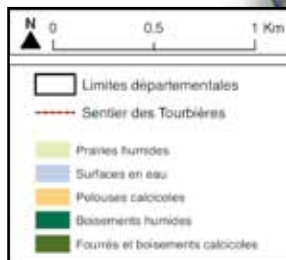 N
0 0.5 1 Km
Limites départementales
Sentier des Tourbières
Prairies humides
Surfaces en eau
Pelouses calcicoles
Boisements humides
Fourrés et boisements calcicoles